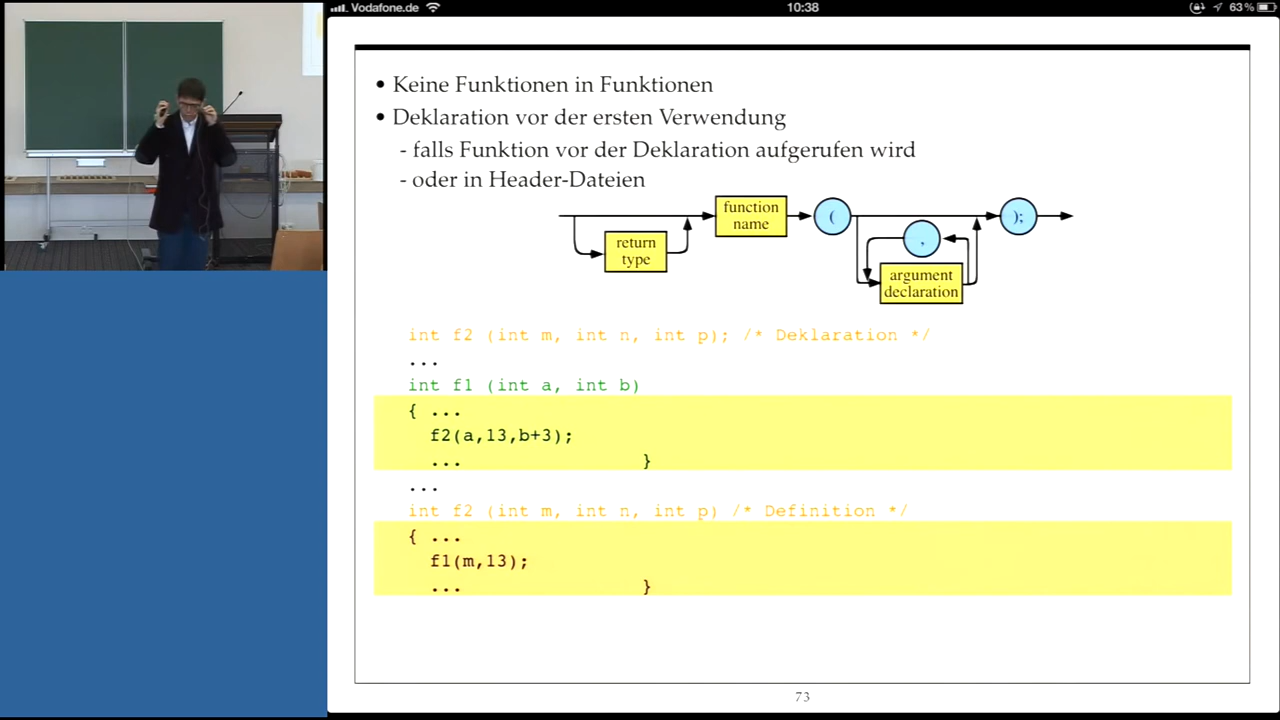 Vodafone.de 10:38 63 %
• Keine Funktionen in Funktionen
• Deklaration vor der ersten Verwendung
- falls Funktion vor der Deklaration aufgerufen wird
- oder in Header-Dateien
function name
( 
);
,
return type
argument declaration
int f2 (int m, int n, int p); /* Deklaration */
...
int f1 (int a, int b)
{ ...
f2(a,13,b+3);
... }
...
int f2 (int m, int n, int p) /* Definition */
{ ...
f1(m,13);
... }
73